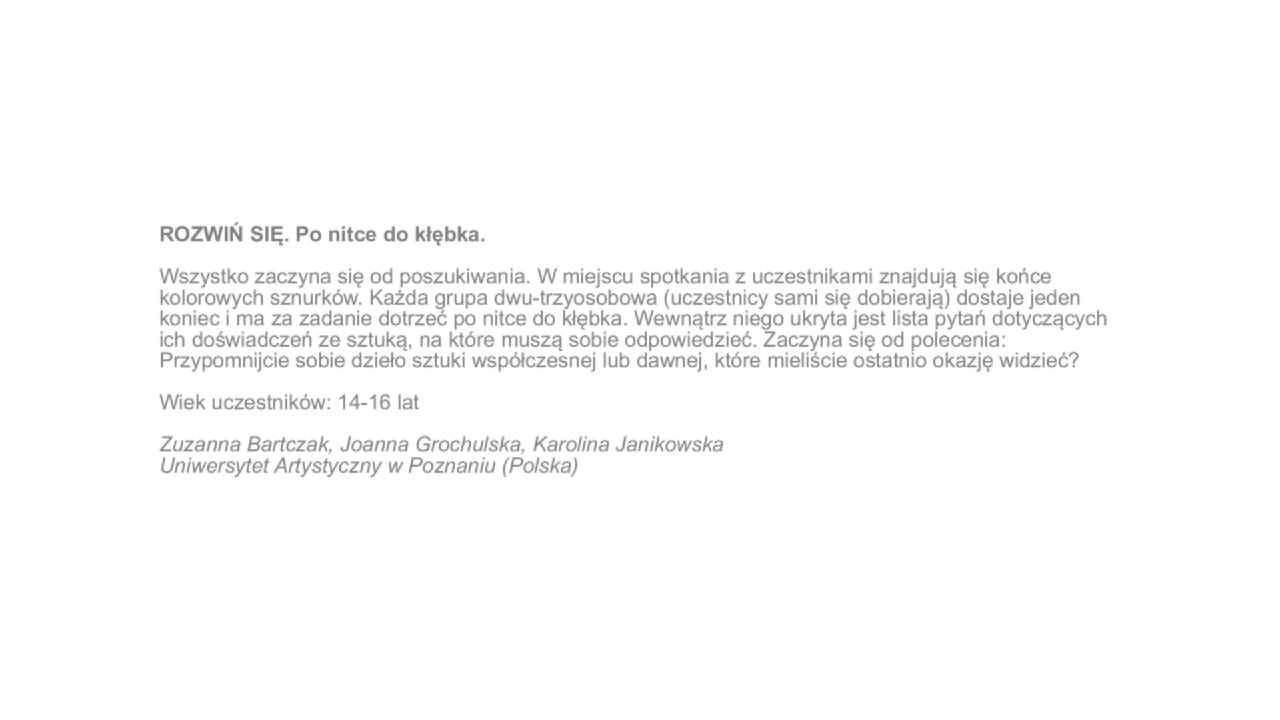 ROZWIŃ SIĘ. Po nitce do kłębka.
Wszystko zaczyna się od poszukiwania. W miejscu spotkania z uczestnikami znajdują się końce
kolorowych sznurków. Każda grupa dwu-trzyosobowa (uczestnicy sami się dobierają) dostaje jeden
koniec i ma za zadanie dotrzeć po nitce do kłębka. Wewnątrz niego ukryta jest lista pytań dotyczących
ich doświadczeń ze sztuką, na które muszą sobie odpowiedzieć. Zaczyna się od polecenia:
Przypomnijcie sobie dzieło sztuki współczesnej lub dawnej, które mieliście ostatnio okazję widzieć?
Wiek uczestników: 14-16 lat
Zuzanna Bartczak, Joanna Grochulska, Karolina Janikowska
Uniwersytet Artystyczny w Poznaniu (Polska)